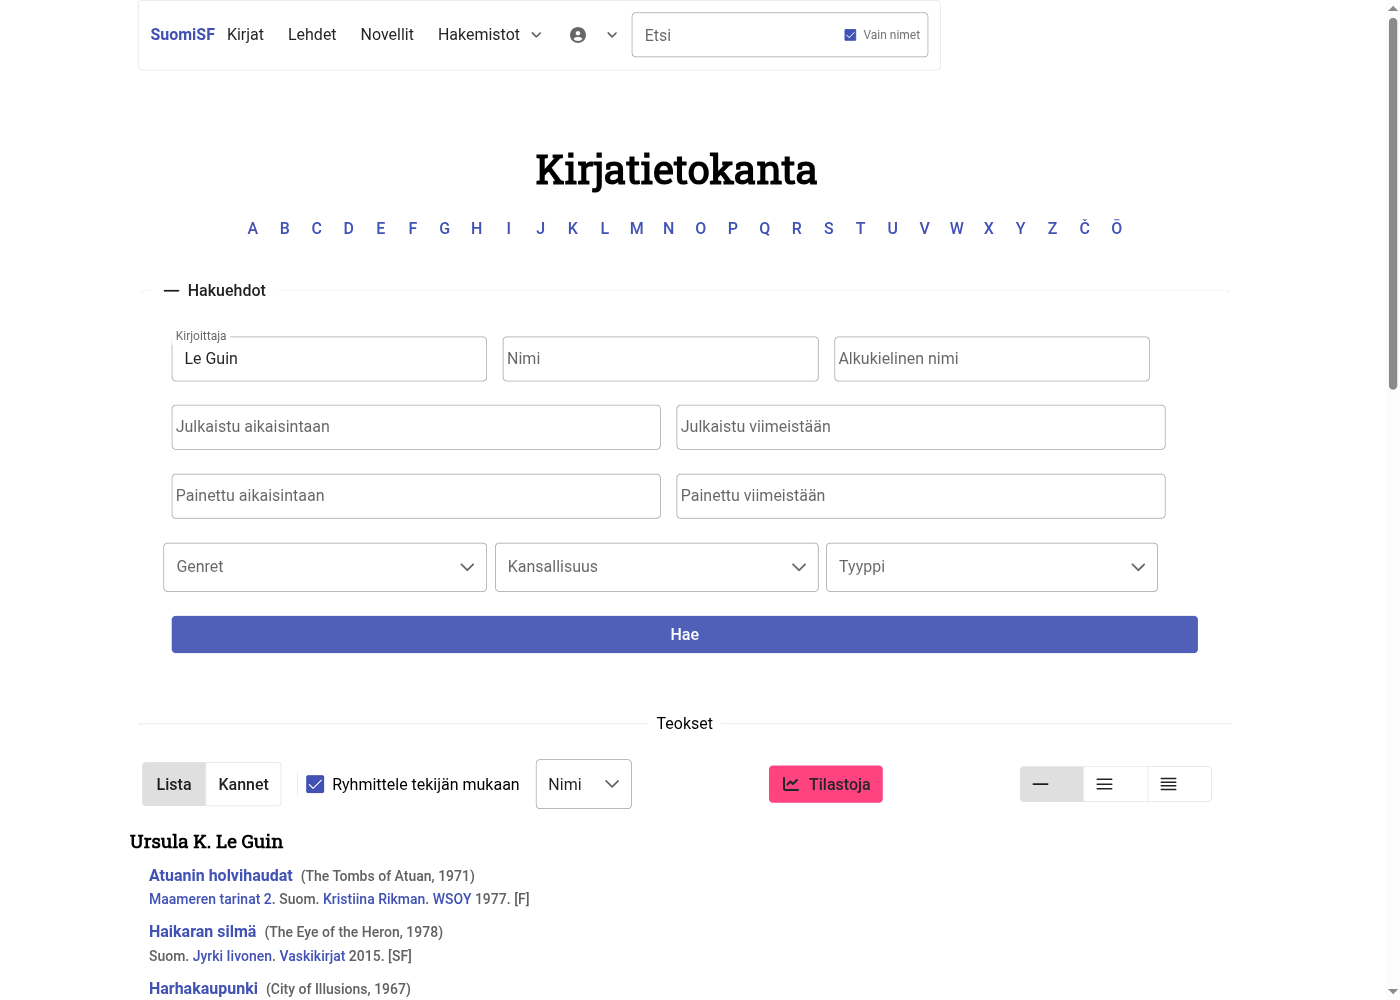 SuomiSF Kirjat Lehdet Novellit Hakemistot Etsi Vain nimet
Kirjatietokanta
A B C D E F G H I J K L M N O P Q R S T U V W X Y Z Č Ō
Hakuehdot
Kirjoittaja
Le Guin Nimi Alkukielinen nimi
Julkaistu aikaisintaan Julkaistu viimeistään
Painettu aikaisintaan Painettu viimeistään
Genret Kansallisuus Tyyppi
Hae
Teokset
Lista Kannet Ryhmittele tekijän mukaan Nimi Tilastoja
Ursula K. Le Guin
Atuanin holvihaudat (The Tombs of Atuan, 1971)
Maameren tarinat 2. Suom. Kristiina Rikman. WSOY 1977. [F]
Haikaran silmä (The Eye of the Heron, 1978)
Suom. Jyrki Iivonen. Vaskikirjat 2015. [SF]
Harhakaupunki (City of Illusions, 1967)